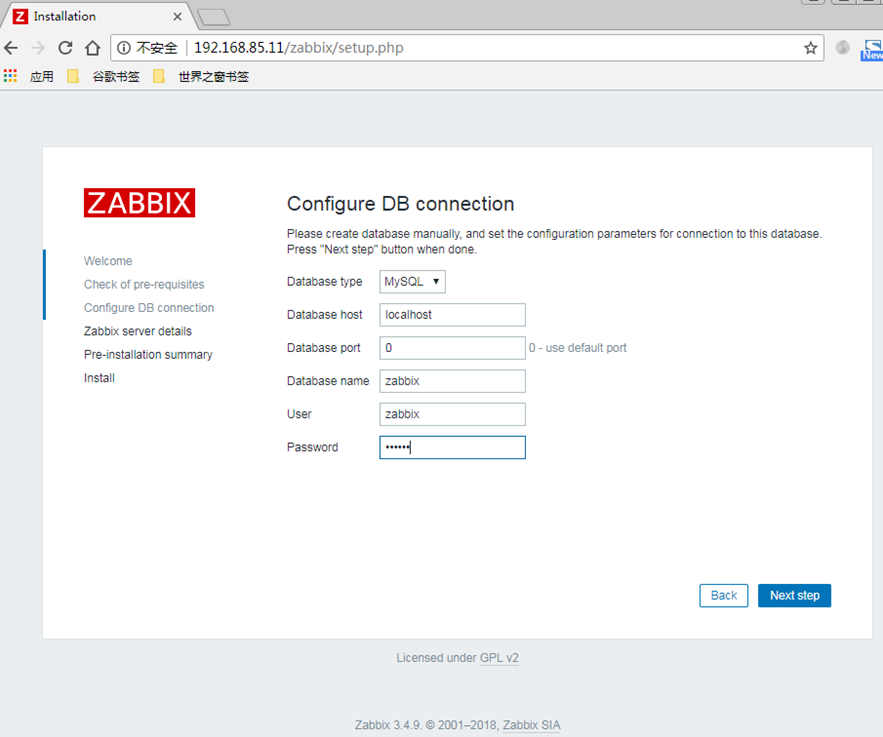 Z Installation
不安全 192.168.85.11/zabbix/setup.php
New
应用 谷歌书签 世界之窗书签
ZABBIX
Configure DB connection
Please create database manually, and set the configuration parameters for connection to this database.
Press "Next step" button when done.
Welcome
Check of pre-requisites
Configure DB connection
Zabbix server details
Pre-installation summary
Install
Database type MySQL
Database host localhost
Database port 0 0 - use default port
Database name zabbix
User zabbix
Password ••••••
Back Next step
Licensed under GPL v2
Zabbix 3.4.9. © 2001–2018, Zabbix SIA